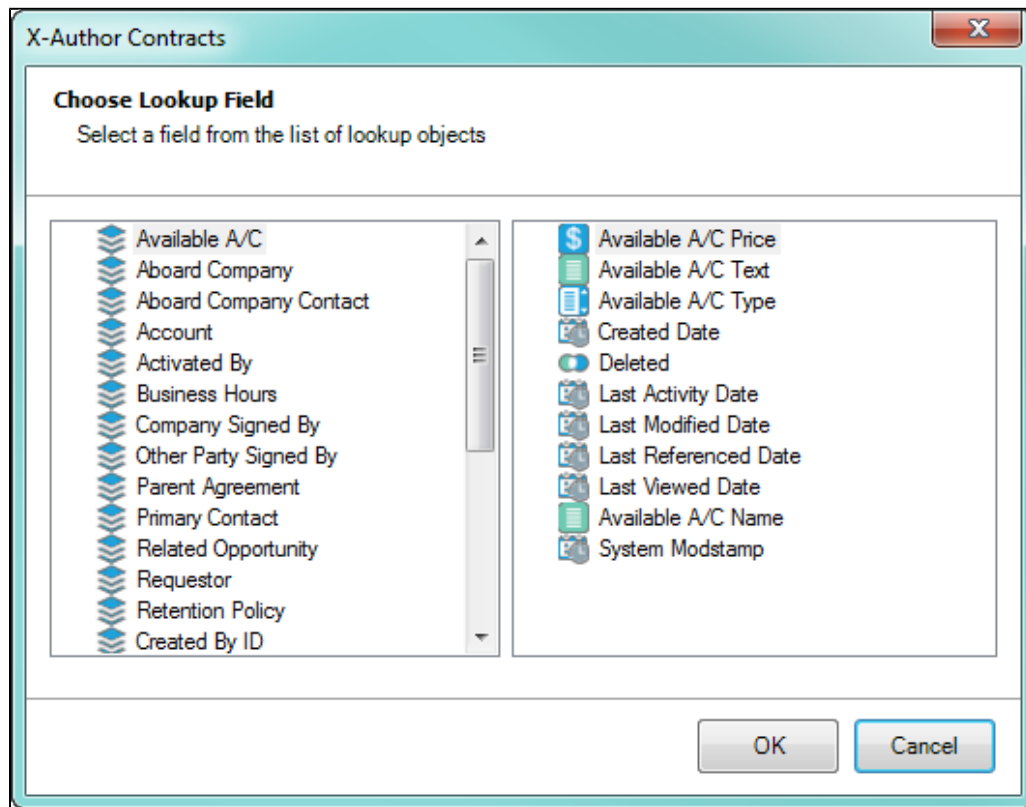 X-Author Contracts
Choose Lookup Field
Select a field from the list of lookup objects
Available A/C
Aboard Company
Aboard Company Contact
Account
Activated By
Business Hours
Company Signed By
Other Party Signed By
Parent Agreement
Primary Contact
Related Opportunity
Requestor
Retention Policy
Created By ID
Available A/C Price
Available A/C Text
Available A/C Type
Created Date
Deleted
Last Activity Date
Last Modified Date
Last Referenced Date
Last Viewed Date
Available A/C Name
System Modstamp
OK
Cancel